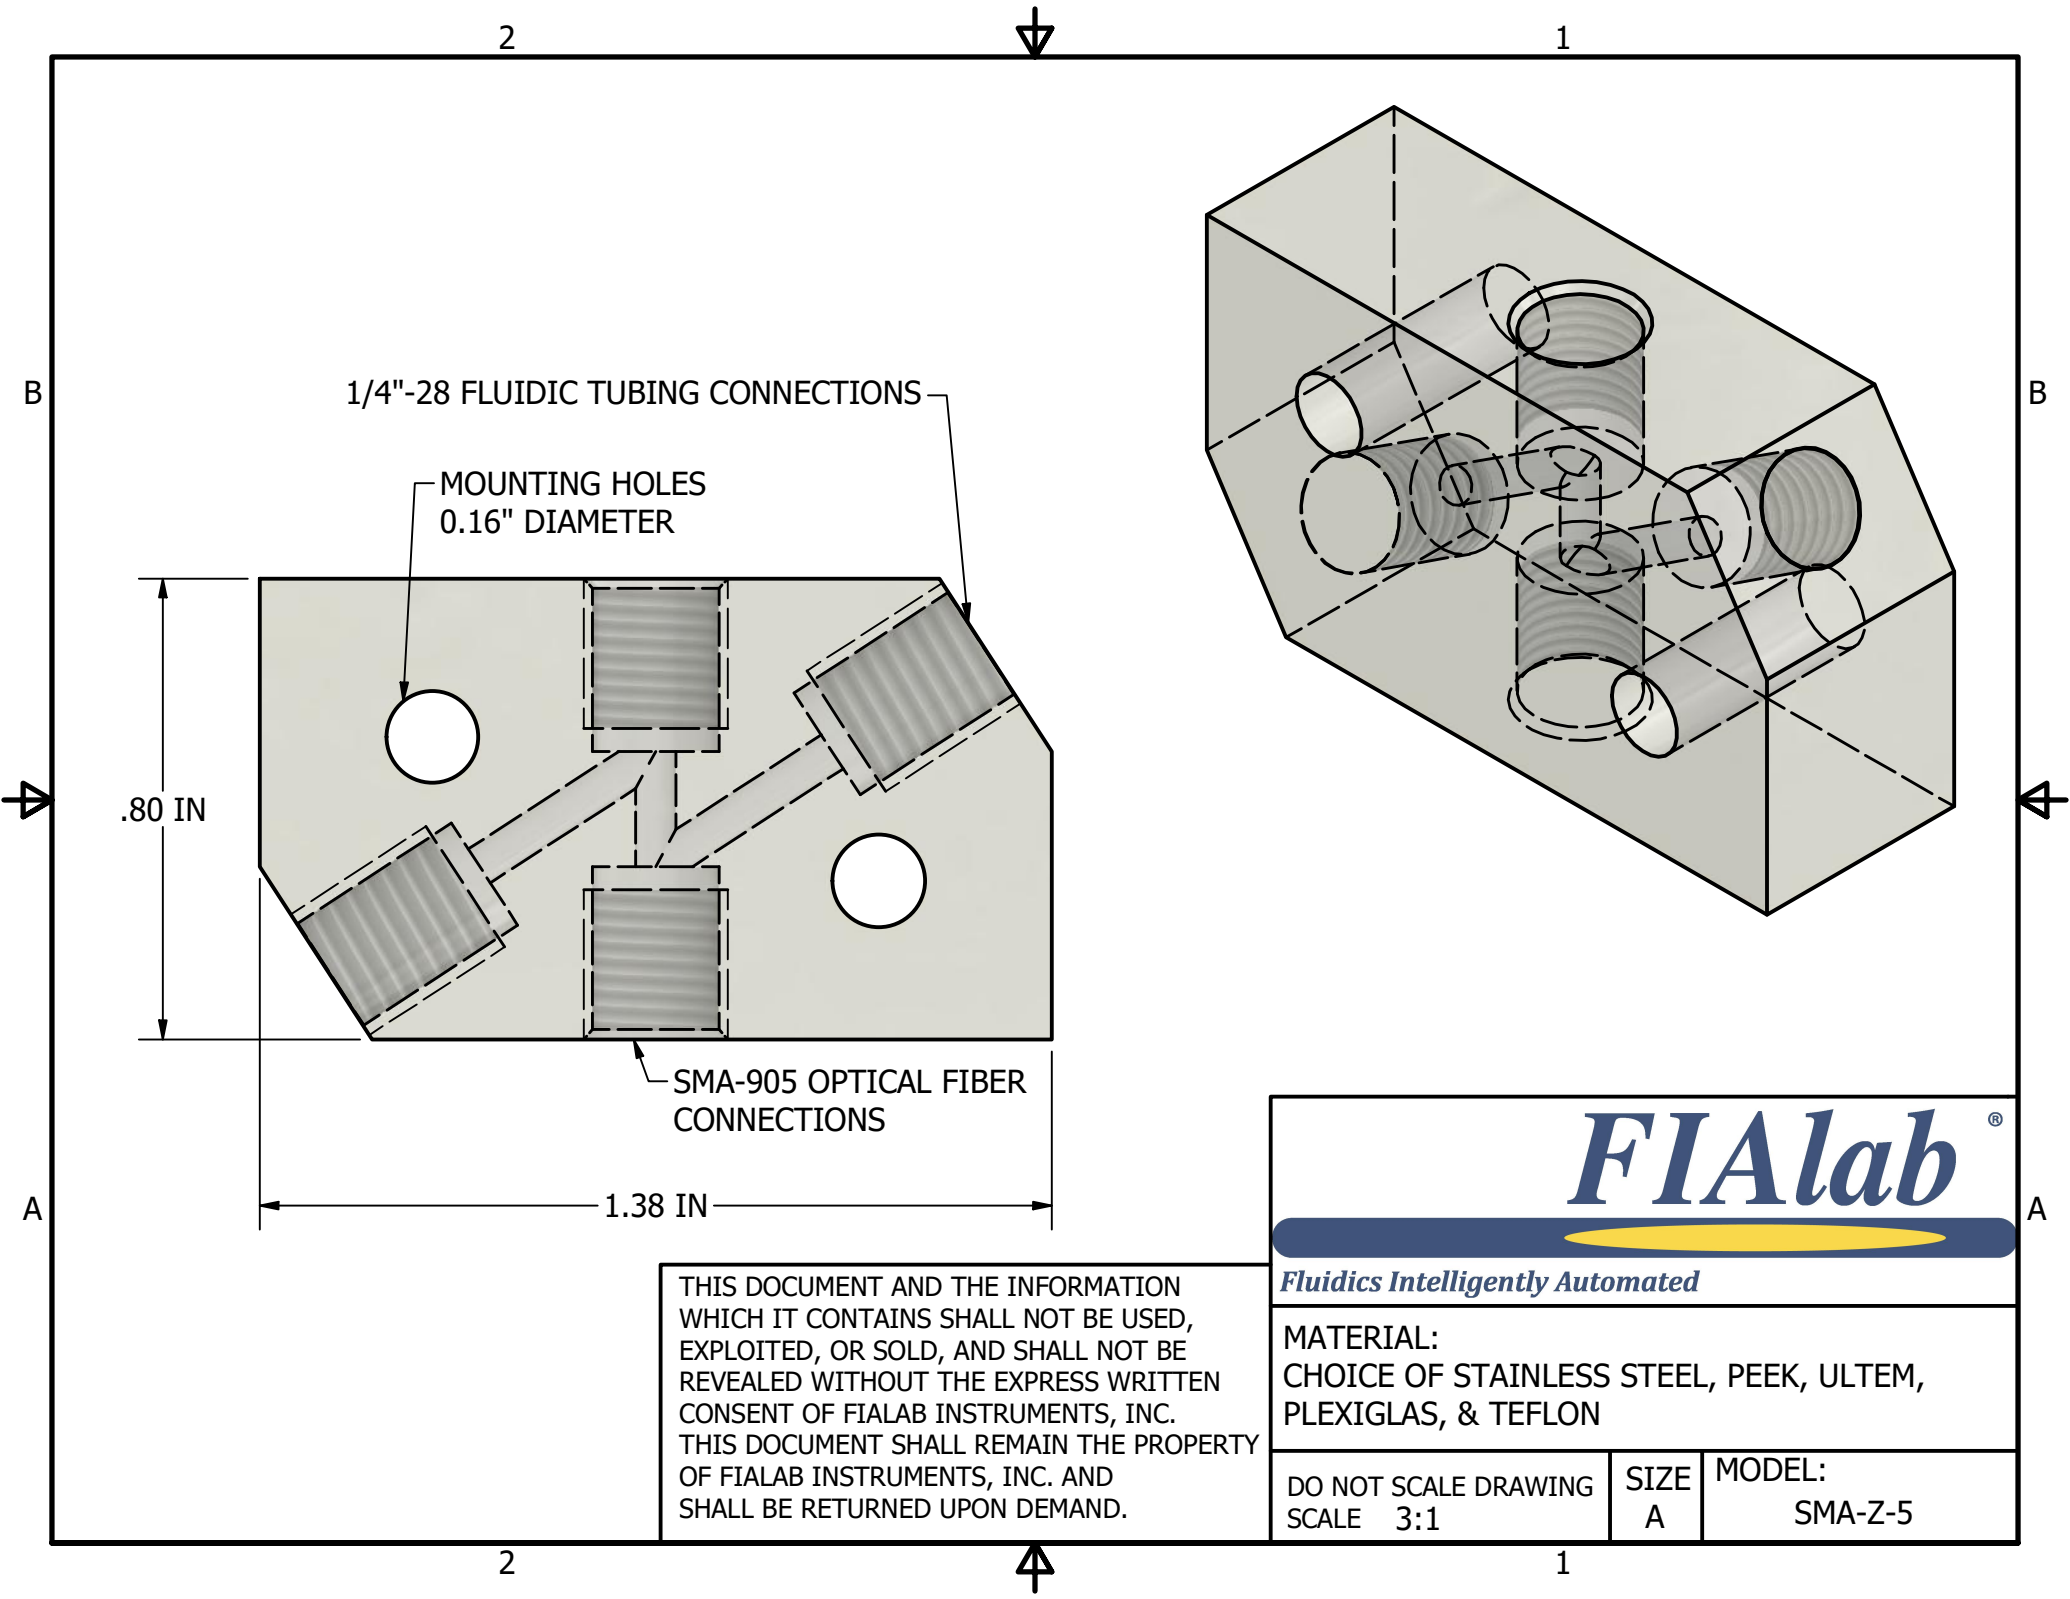 2
1
B
B
1/4"-28 FLUIDIC TUBING CONNECTIONS
MOUNTING HOLES
0.16" DIAMETER
.80 IN
SMA-905 OPTICAL FIBER
CONNECTIONS
1.38 IN
A
A
FIAlab ®
Fluidics Intelligently Automated
THIS DOCUMENT AND THE INFORMATION
WHICH IT CONTAINS SHALL NOT BE USED,
EXPLOITED, OR SOLD, AND SHALL NOT BE
REVEALED WITHOUT THE EXPRESS WRITTEN
CONSENT OF FIALAB INSTRUMENTS, INC.
THIS DOCUMENT SHALL REMAIN THE PROPERTY
OF FIALAB INSTRUMENTS, INC. AND
SHALL BE RETURNED UPON DEMAND.
MATERIAL:
CHOICE OF STAINLESS STEEL, PEEK, ULTEM,
PLEXIGLAS, & TEFLON
DO NOT SCALE DRAWING
SCALE 3:1
SIZE
A
MODEL:
SMA-Z-5
2
1